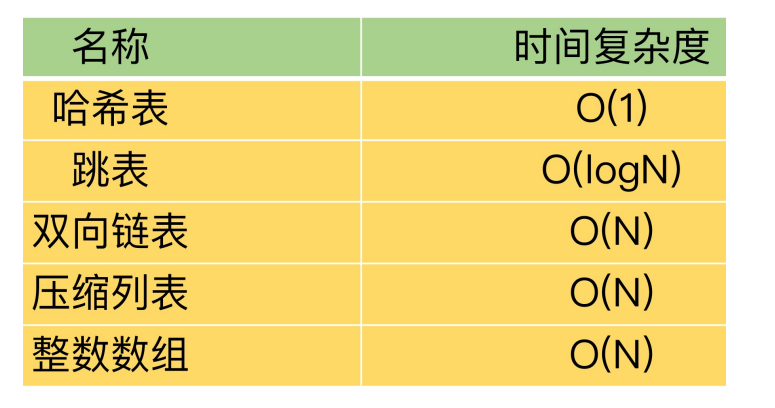 名称 时间复杂度
哈希表 O(1)
跳表 O(logN)
双向链表 O(N)
压缩列表 O(N)
整数数组 O(N)